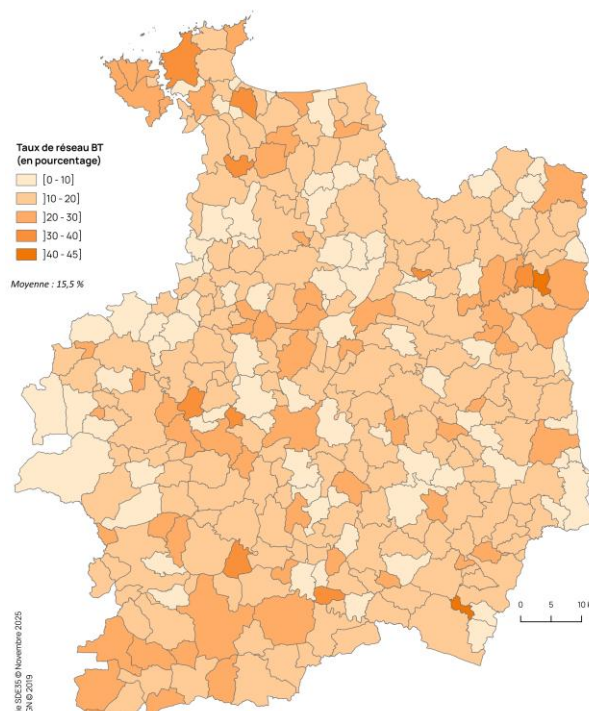 Taux de réseau BT
(en pourcentage)
[0 - 10]
]10 - 20]
]20 - 30]
]30 - 40]
]40 - 45]
Moyenne : 15,5 %
0 5 10
SDE35 © Novembre 2025
© 2019